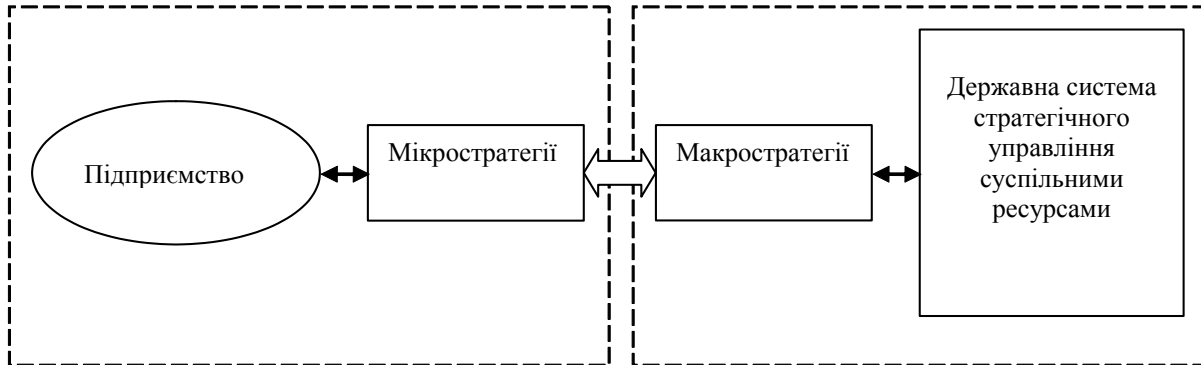 Підприємство
Мікростратегії
Макростратегії
Державна система
стратегічного
управління
суспільними
ресурсами